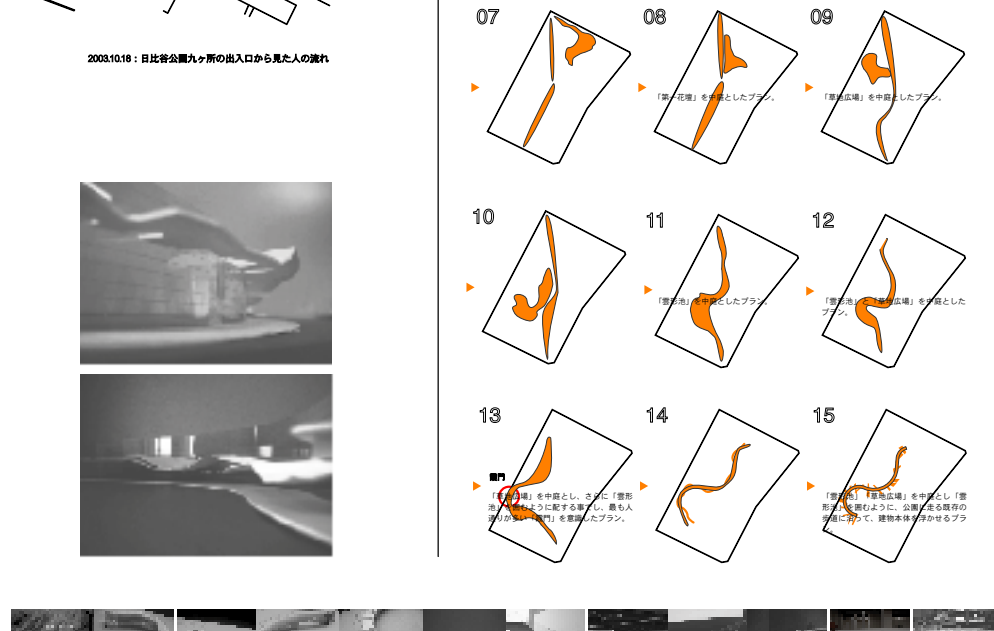 2003.10.18：日比谷公園九ヶ所の出入口から見た人の流れ
07
08
「第一花壇」を中庭としたプラン。
09
「草地広場」を中庭としたプラン。
10
11
「雲形池」を中庭としたプラン。
12
「雲形池」と「草地広場」を中庭とした
プラン。
13
霞門
「草地広場」を中庭とし、さらに「雲形
池」を囲むように配する事でし、最も人
通りが多い「霞門」を意識したプラン。
14
15
「雲形池」「草地広場」を中庭とし「雲
形池」を囲むように、公園に走る既存の
歩道に沿って、建物本体を浮かせるプラ